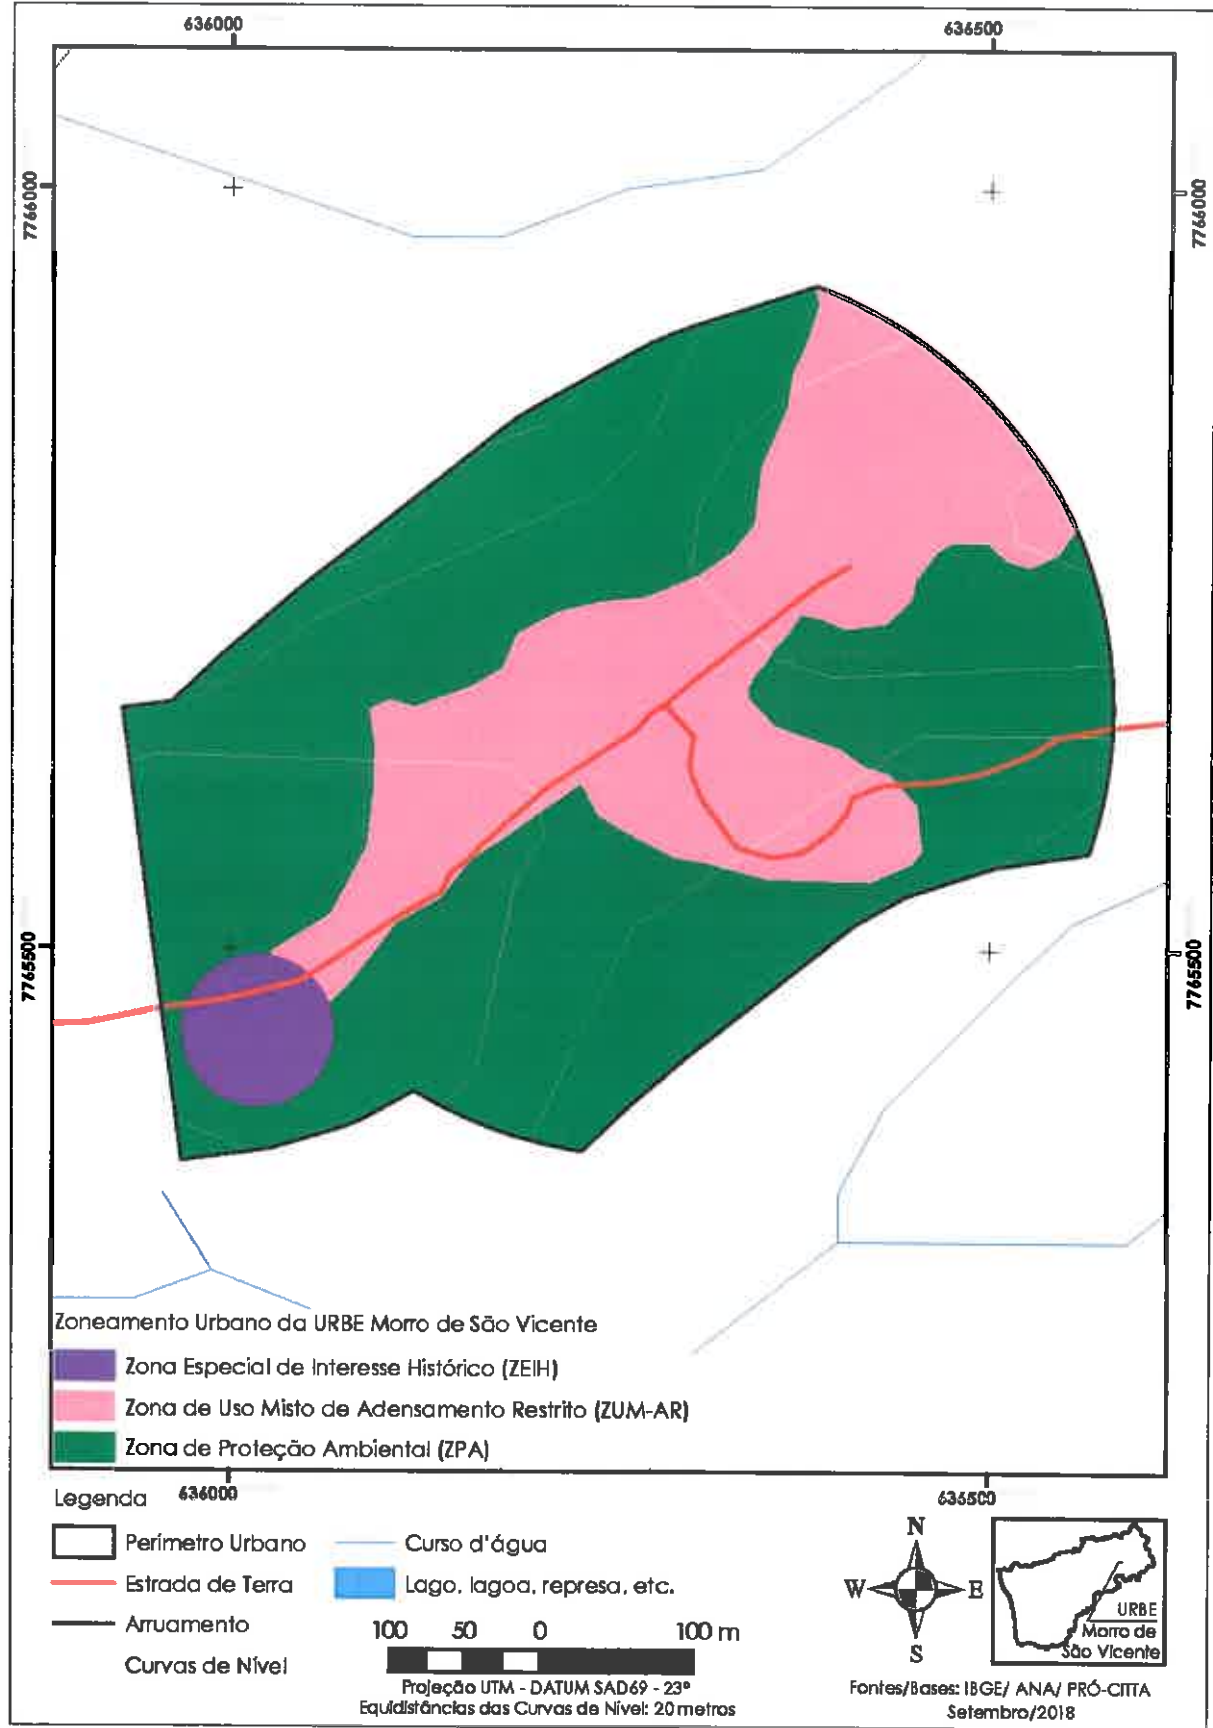 636000
636500
7766000
7766000
7765500
7765500
Zoneamento Urbano da URBE Morro de São Vicente
Zona Especial de Interesse Histórico (ZEIH)
Zona de Uso Misto de Adensamento Restrito (ZUM-AR)
Zona de Proteção Ambiental (ZPA)
636000
636500
Legenda
Perímetro Urbano
Estrada de Terra
Arruamento
Curvas de Nível
Curso d'água
Lago, lagoa, represa, etc.
100 50 0 100 m
Projeção UTM - DATUM SAD69 - 23°
Equidistâncias das Curvas de Nível: 20 metros
N
W E
S
URBE
Morro de
São Vicente
Fontes/Bases: IBGE/ ANA/ PRÓ-CITTA
Setembro/2018